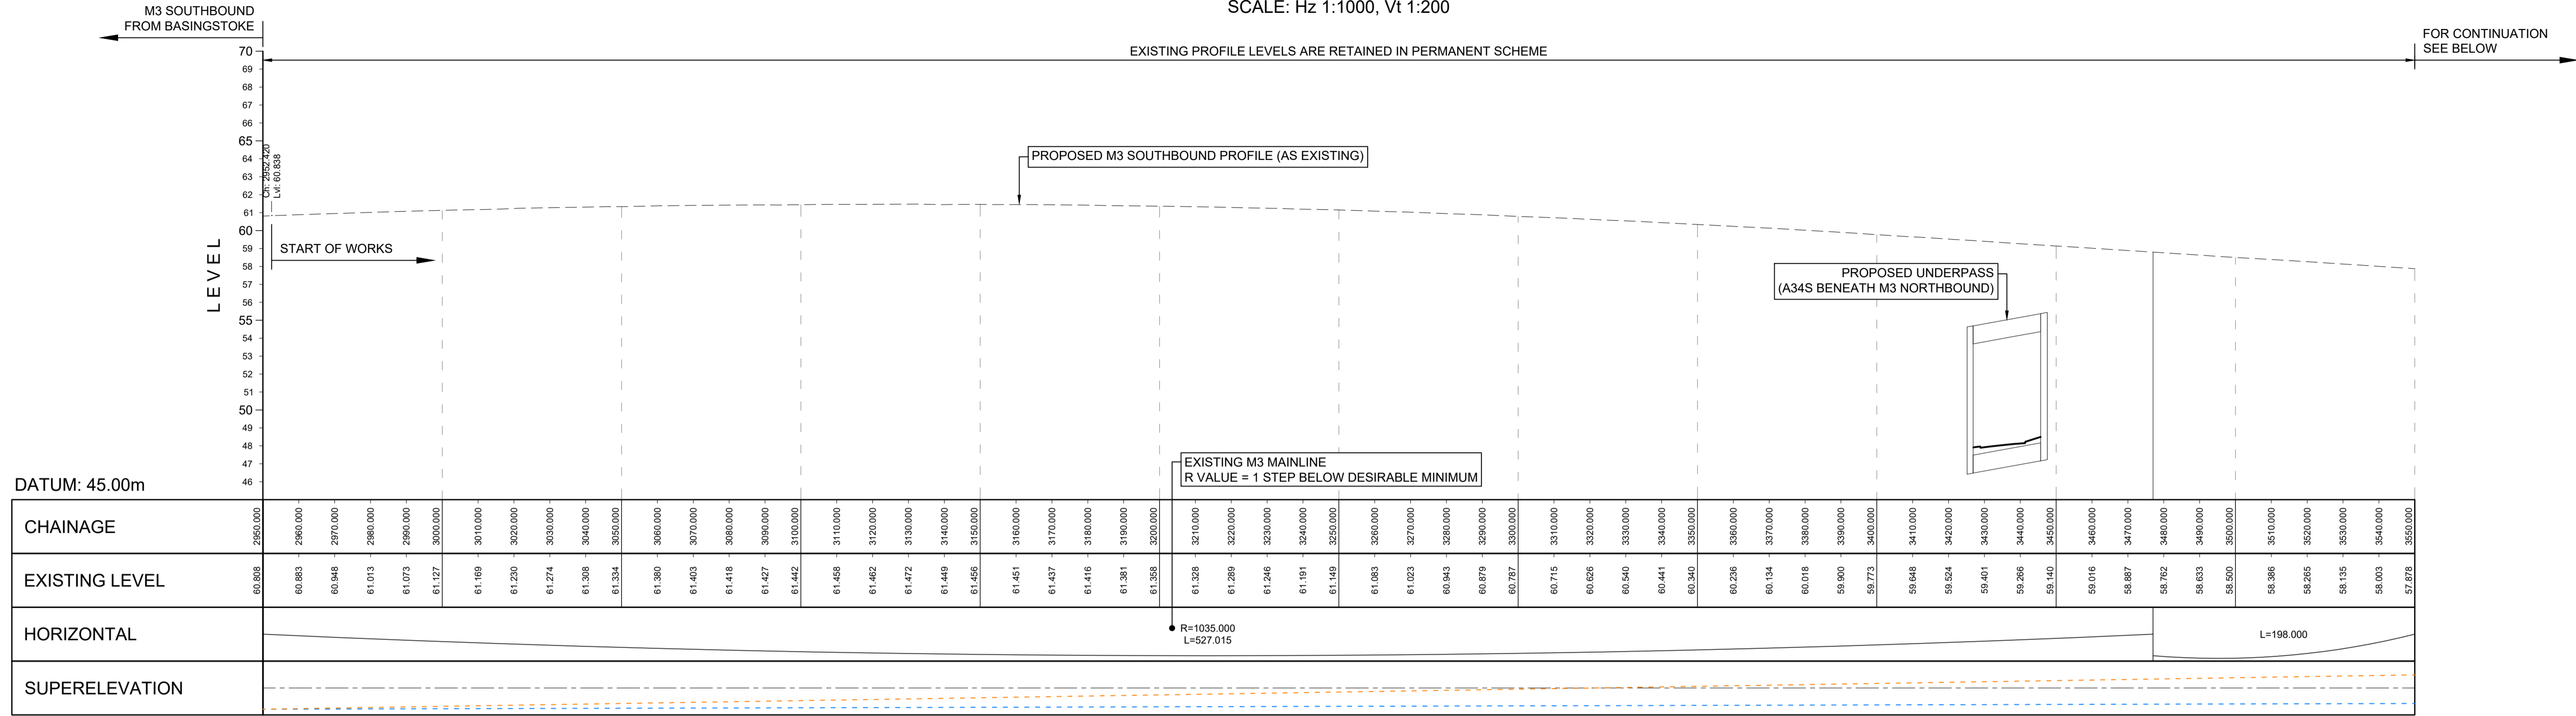 SCALE: Hz 1:1000, Vt 1:200
M3 SOUTHBOUND
FROM BASINGSTOKE
EXISTING PROFILE LEVELS ARE RETAINED IN PERMANENT SCHEME
FOR CONTINUATION
SEE BELOW
70
69
68
67
66
65
64
63
62
61
60
59
58
57
56
55
54
53
52
51
50
49
48
47
46
LEVEL
Ch: 2952.420
Lvl: 60.838
START OF WORKS
PROPOSED M3 SOUTHBOUND PROFILE (AS EXISTING)
PROPOSED UNDERPASS
(A34S BENEATH M3 NORTHBOUND)
EXISTING M3 MAINLINE
R VALUE = 1 STEP BELOW DESIRABLE MINIMUM
DATUM: 45.00m
CHAINAGE 2950.000 2960.000 2970.000 2980.000 2990.000 3000.000 3010.000 3020.000 3030.000 3040.000 3050.000 3060.000 3070.000 3080.000 3090.000 3100.000 3110.000 3120.000 3130.000 3140.000 3150.000 3160.000 3170.000 3180.000 3190.000 3200.000 3210.000 3220.000 3230.000 3240.000 3250.000 3260.000 3270.000 3280.000 3290.000 3300.000 3310.000 3320.000 3330.000 3340.000 3350.000 3360.000 3370.000 3380.000 3390.000 3400.000 3410.000 3420.000 3430.000 3440.000 3450.000 3460.000 3470.000 3480.000 3490.000 3500.000 3510.000 3520.000 3530.000 3540.000 3550.000
EXISTING LEVEL 60.808 60.883 60.948 61.013 61.073 61.127 61.169 61.230 61.274 61.308 61.334 61.380 61.403 61.418 61.427 61.442 61.458 61.462 61.472 61.449 61.456 61.451 61.437 61.416 61.381 61.358 61.328 61.289 61.246 61.191 61.149 61.083 61.023 60.943 60.879 60.787 60.715 60.626 60.540 60.441 60.340 60.236 60.134 60.018 59.900 59.773 59.648 59.524 59.401 59.266 59.140 59.016 58.887 58.762 58.633 58.500 58.386 58.265 58.135 58.003 57.878
HORIZONTAL
R=1035.000
L=527.015
L=198.000
SUPERELEVATION